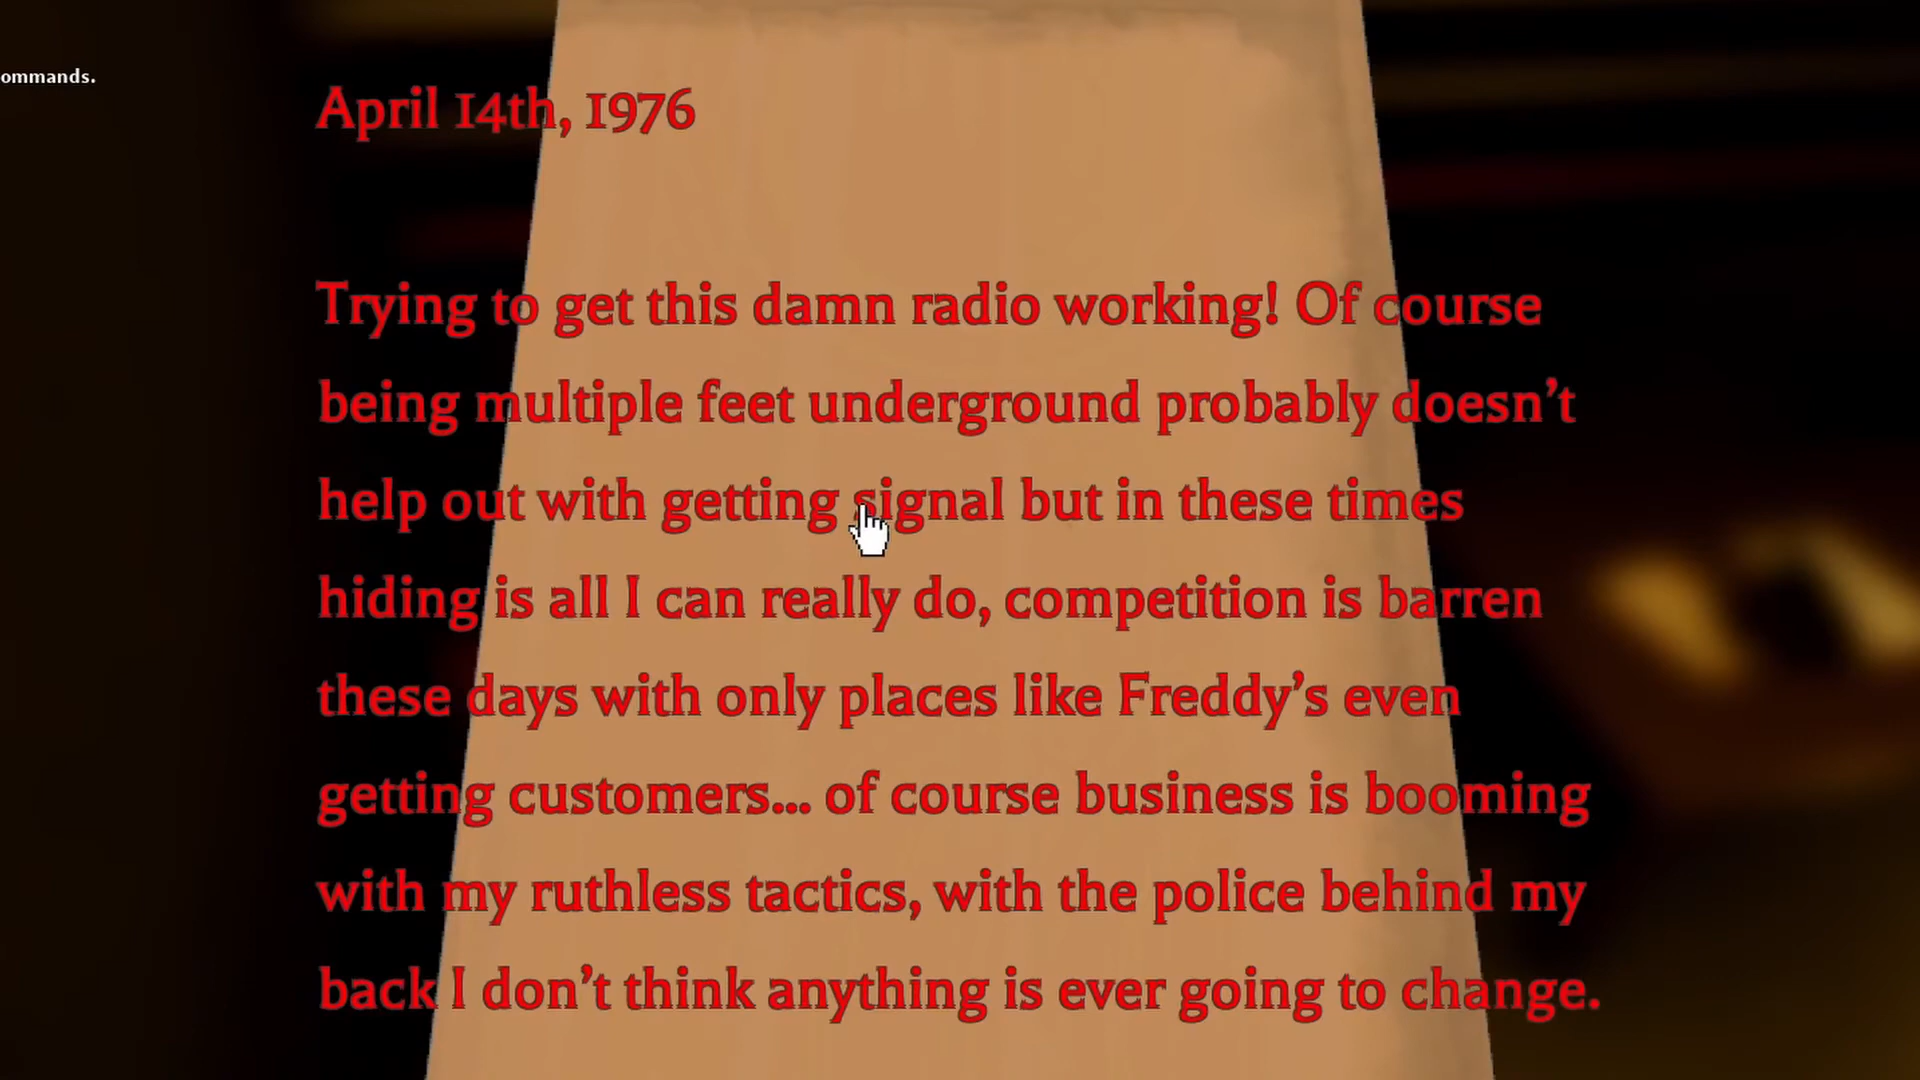 ommands.
April 14th, 1976
Trying to get this damn radio working! Of course
being multiple feet underground probably doesn't
help out with getting signal but in these times
hiding is all I can really do, competition is barren
these days with only places like Freddy's even
getting customers... of course business is booming
with my ruthless tactics, with the police behind my
back I don't think anything is ever going to change.